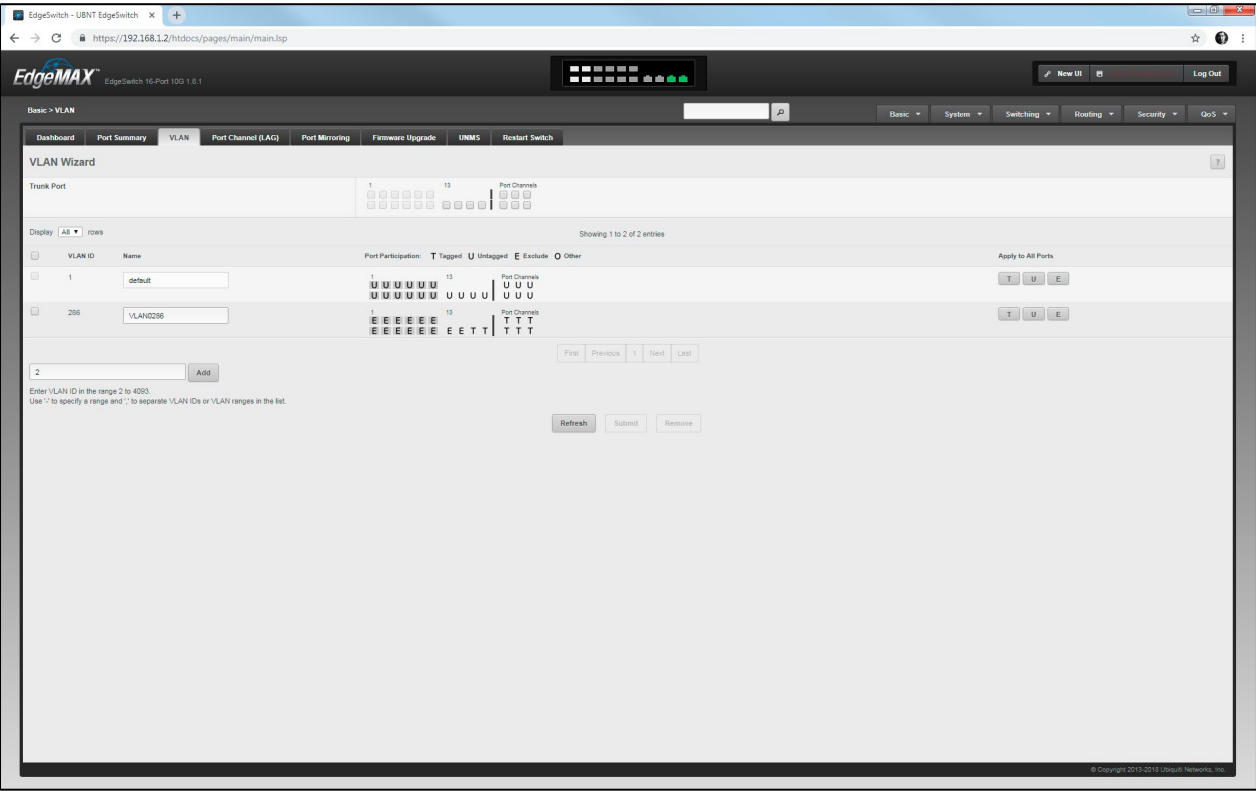 EdgeSwitch - UBNT EdgeSwitch
https://192.168.1.2/htdocs/pages/main/main.lsp
EdgeMAX™ EdgeSwitch 16-Port 10G 1.8.1
New UI Log Out
Basic > VLAN
Basic System Switching Routing Security QoS
Dashboard Port Summary VLAN Port Channel (LAG) Port Mirroring Firmware Upgrade UNMS Restart Switch
VLAN Wizard ?
Trunk Port 1 13 Port Channels
Display All rows Showing 1 to 2 of 2 entries
VLAN ID Name Port Participation: T Tagged U Untagged E Exclude O Other Apply to All Ports
1 13 Port Channels
1 default U U U U U U U U U T U E
U U U U U U U U U U U U U
1 13 Port Channels
286 VLAN0286 E E E E E E T T T T U E
E E E E E E E E T T T T T
First Previous 1 Next Last
2 Add
Enter VLAN ID in the range 2 to 4093.
Use '-' to specify a range and ',' to separate VLAN IDs or VLAN ranges in the list.
Refresh Submit Remove
© Copyright 2013-2018 Ubiquiti Networks, Inc.